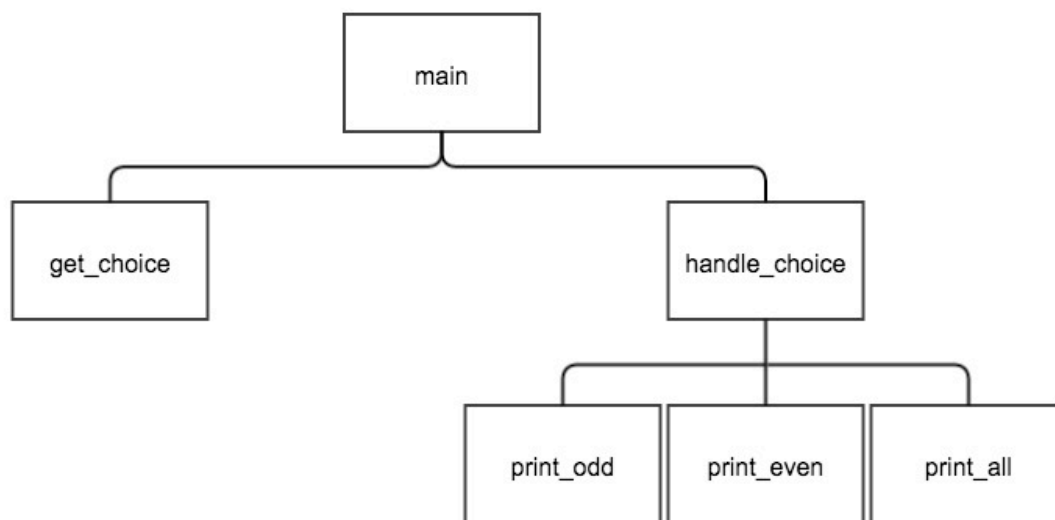 main
get_choice
handle_choice
print_odd
print_even
print_all